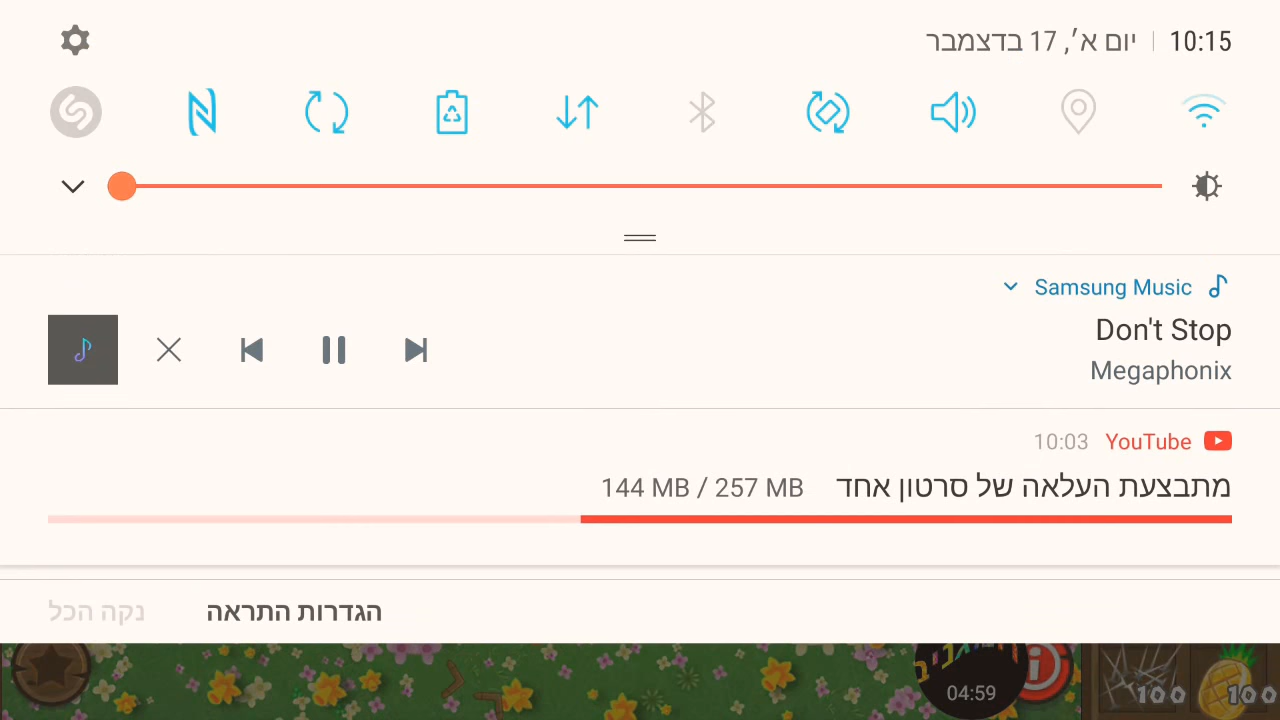 10:15 | יום א׳, 17 בדצמבר
Samsung Music
Don't Stop
Megaphonix
YouTube 10:03
מתבצעת העלאה של סרטון אחד 144 MB / 257 MB
הגדרות התראה נקה הכל
04:59
100 100